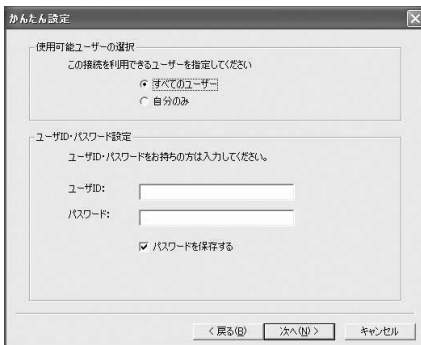 かんたん設定
使用可能ユーザーの選択
この接続を利用できるユーザーを指定してください
すべてのユーザー
自分のみ
ユーザID・パスワード設定
ユーザID・パスワードをお持ちの方は入力してください。
ユーザID:
パスワード:
パスワードを保存する
< 戻る(B)
次へ(N) >
キャンセル